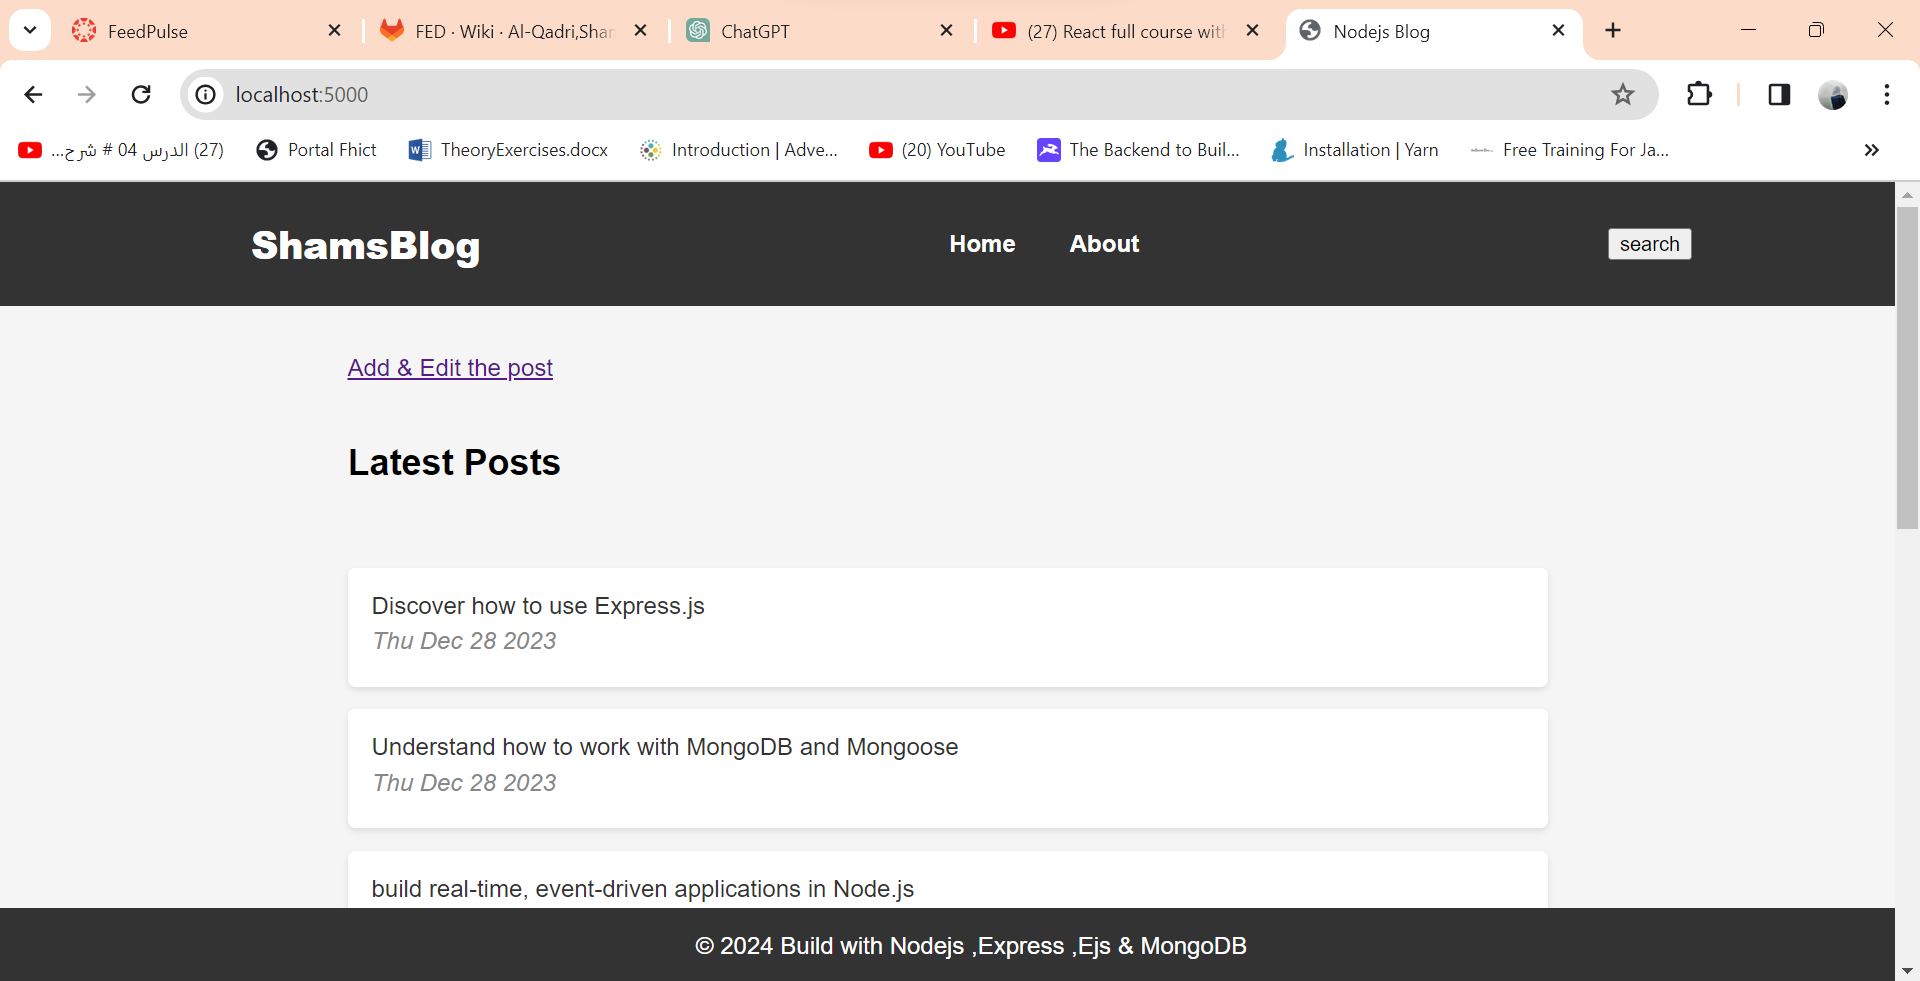 FeedPulse
FED · Wiki · Al-Qadri,Shar
ChatGPT
(27) React full course with
Nodejs Blog
localhost:5000
(27) الدرس 04 # شرح...
Portal Fhict
TheoryExercises.docx
Introduction | Adve...
(20) YouTube
The Backend to Buil...
Installation | Yarn
Free Training For Ja...
ShamsBlog
Home
About
search
Add & Edit the post
Latest Posts
Discover how to use Express.js
Thu Dec 28 2023
Understand how to work with MongoDB and Mongoose
Thu Dec 28 2023
build real-time, event-driven applications in Node.js
© 2024 Build with Nodejs ,Express ,Ejs & MongoDB